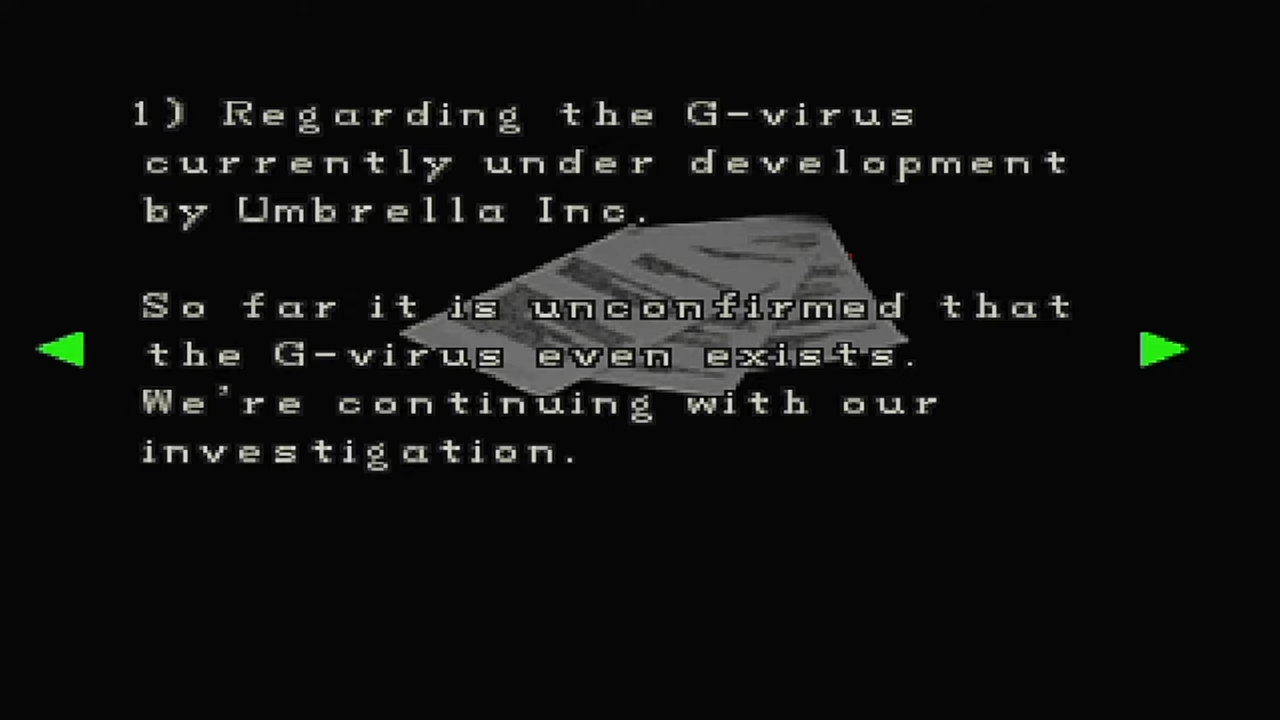 1) Regarding the G-virus
currently under development
by Umbrella Inc.
So far it is unconfirmed that
the G-virus even exists.
We're continuing with our
investigation.